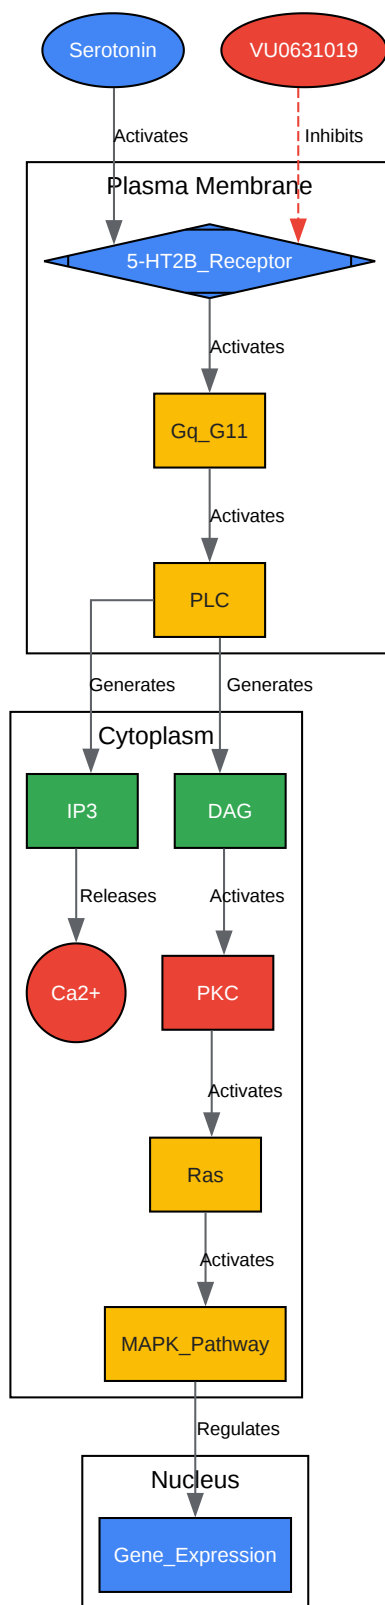 Serotonin
VU0631019
Activates
Inhibits
Plasma Membrane
5-HT2B_Receptor
Activates
Gq_G11
Activates
PLC
Generates
Generates
Cytoplasm
IP3
DAG
Releases
Activates
Ca2+
PKC
Activates
Ras
Activates
MAPK_Pathway
Regulates
Nucleus
Gene_Expression